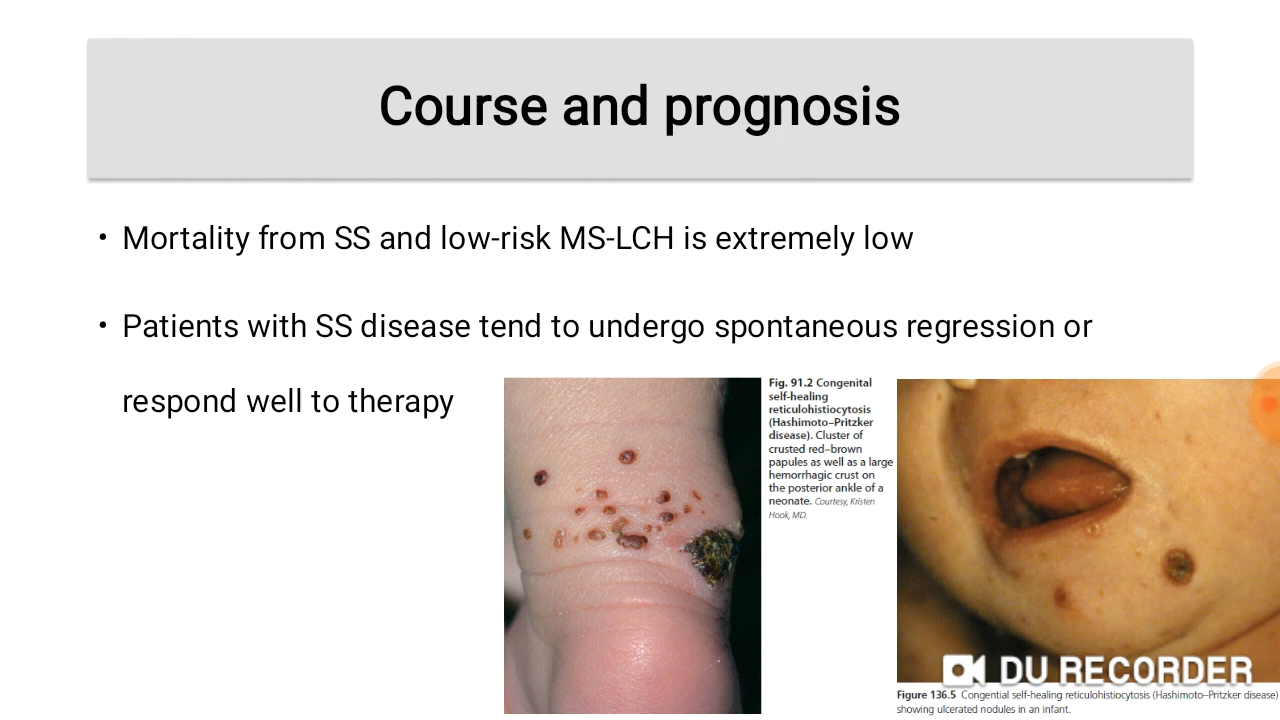 Course and prognosis
• Mortality from SS and low-risk MS-LCH is extremely low
• Patients with SS disease tend to undergo spontaneous regression or
respond well to therapy
Fig. 91.2 Congenital
self-healing
reticulohistiocytosis
(Hashimoto–Pritzker
disease). Cluster of
crusted red–brown
papules as well as a large
hemorrhagic crust on
the posterior ankle of a
neonate. Courtesy, Kristen
Hook, MD.
DU RECORDER
Figure 136.5 Congenital self-healing reticulohistiocytosis (Hashimoto–Pritzker disease)
showing ulcerated nodules in an infant.